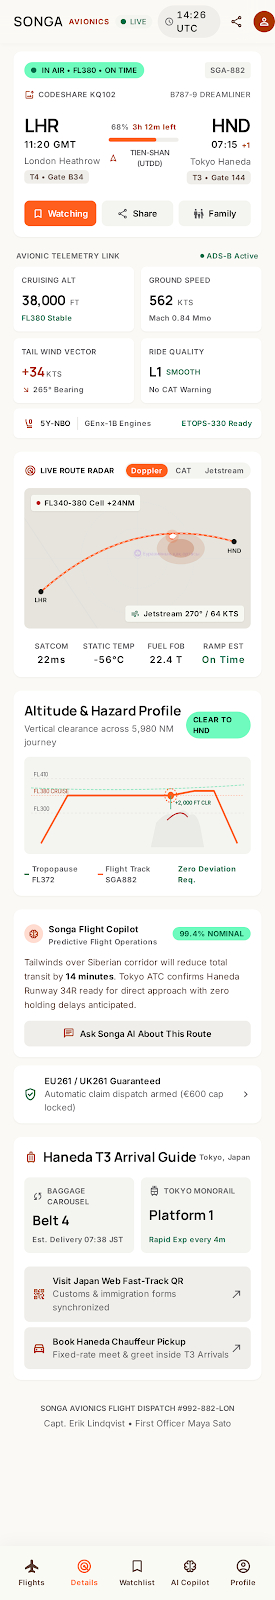 SONGA AVIONICS
LIVE
14:26
UTC
IN AIR • FL380 • ON TIME
SGA-882
CODESHARE KQ102
B787-9 DREAMLINER
LHR
68% 3h 12m left
HND
11:20 GMT
07:15 +1
London Heathrow
TIEN-SHAN
(UTDD)
Tokyo Haneda
T4 • Gate B34
T3 • Gate 144
Watching
Share
Family
AVIONIC TELEMETRY LINK
ADS-B Active
CRUISING ALT
38,000 FT
FL380 Stable
GROUND SPEED
562 KTS
Mach 0.84 Mmo
TAIL WIND VECTOR
+34 KTS
↘ 265° Bearing
RIDE QUALITY
L1 SMOOTH
No CAT Warning
5Y-NBO
GEnx-1B Engines
ETOPS-330 Ready
LIVE ROUTE RADAR
Doppler
CAT
Jetstream
FL340-380 Cell +24NM
HND
LHR
Jetstream 270° / 64 KTS
SATCOM
22ms
STATIC TEMP
-56°C
FUEL FOB
22.4 T
RAMP EST
On Time
Altitude & Hazard Profile
Vertical clearance across 5,980 NM
journey
CLEAR TO
HND
FL410
FL380 CRUISE
+2,000 FT CLR
FL300
Tropopause
FL372
Flight Track
SGA882
Zero Deviation
Req.
Songa Flight Copilot
Predictive Flight Operations
99.4% NOMINAL
Tailwinds over Siberian corridor will reduce total
transit by 14 minutes. Tokyo ATC confirms Haneda
Runway 34R ready for direct approach with zero
holding delays anticipated.
Ask Songa AI About This Route
EU261 / UK261 Guaranteed
Automatic claim dispatch armed (€600 cap
locked)
Haneda T3 Arrival Guide
Tokyo, Japan
BAGGAGE
CAROUSEL
Belt 4
Est. Delivery 07:38 JST
TOKYO MONORAIL
Platform 1
Rapid Exp every 4m
Visit Japan Web Fast-Track QR
Customs & immigration forms
synchronized
Book Haneda Chauffeur Pickup
Fixed-rate meet & greet inside T3 Arrivals
SONGA AVIONICS FLIGHT DISPATCH #992-882-LON
Capt. Erik Lindqvist • First Officer Maya Sato
Flights
Details
Watchlist
AI Copilot
Profile